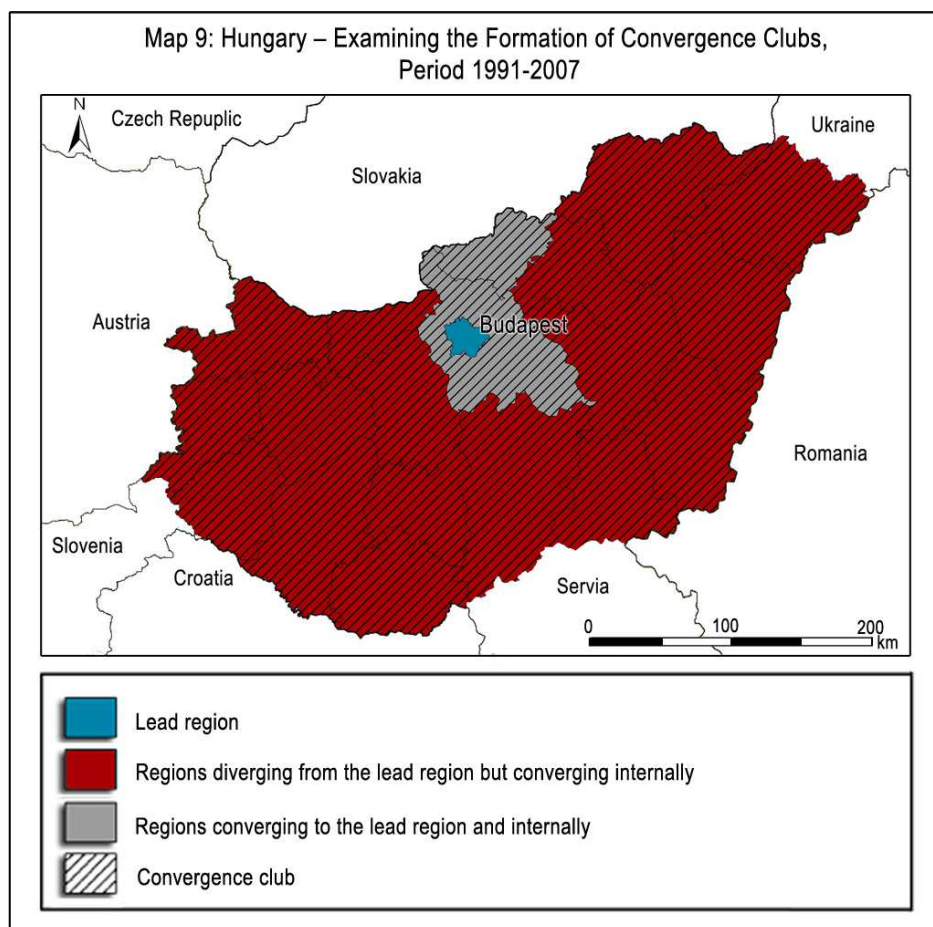 Map 9: Hungary – Examining the Formation of Convergence Clubs,
Period 1991-2007
N
Czech Repuplic
Ukraine
Slovakia
Austria
Budapest
Romania
Slovenia
Croatia
Servia
0 100 200
km
Lead region
Regions diverging from the lead region but converging internally
Regions converging to the lead region and internally
Convergence club